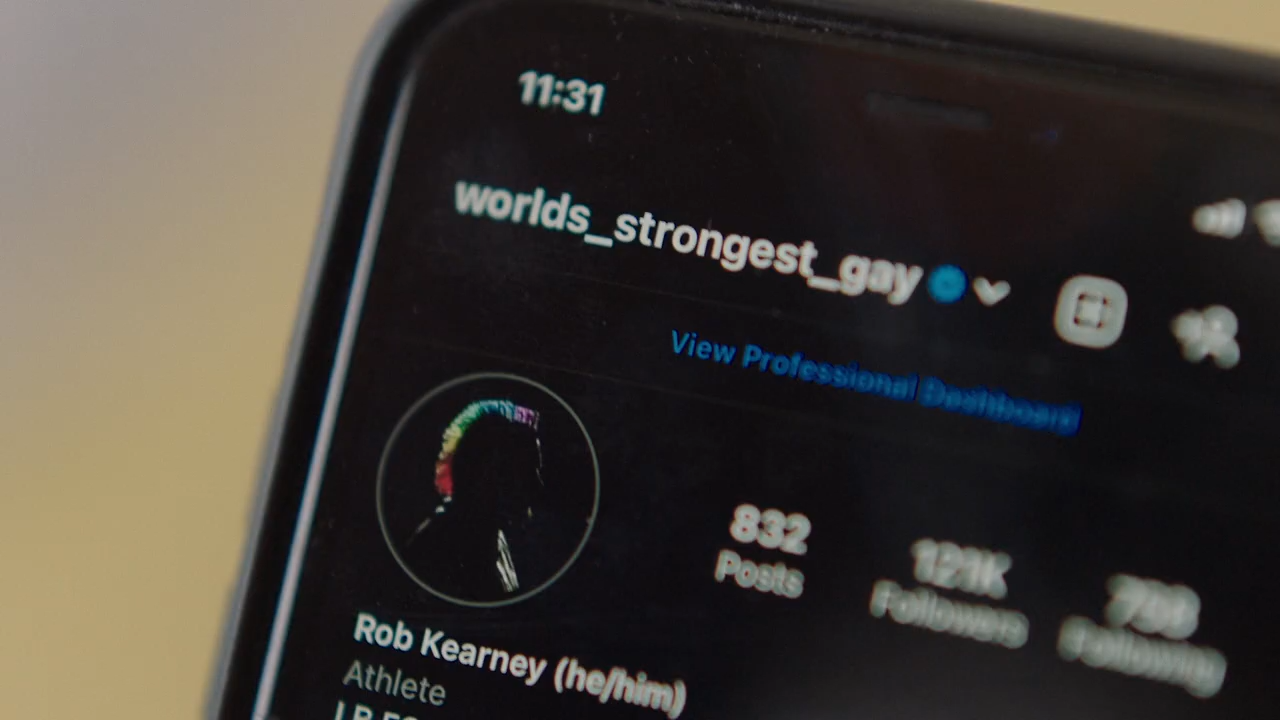 11:31
worlds_strongest_gay
View Professional Dashboard
832
Posts
121K
Followers
Following
Rob Kearney (he/him)
Athlete